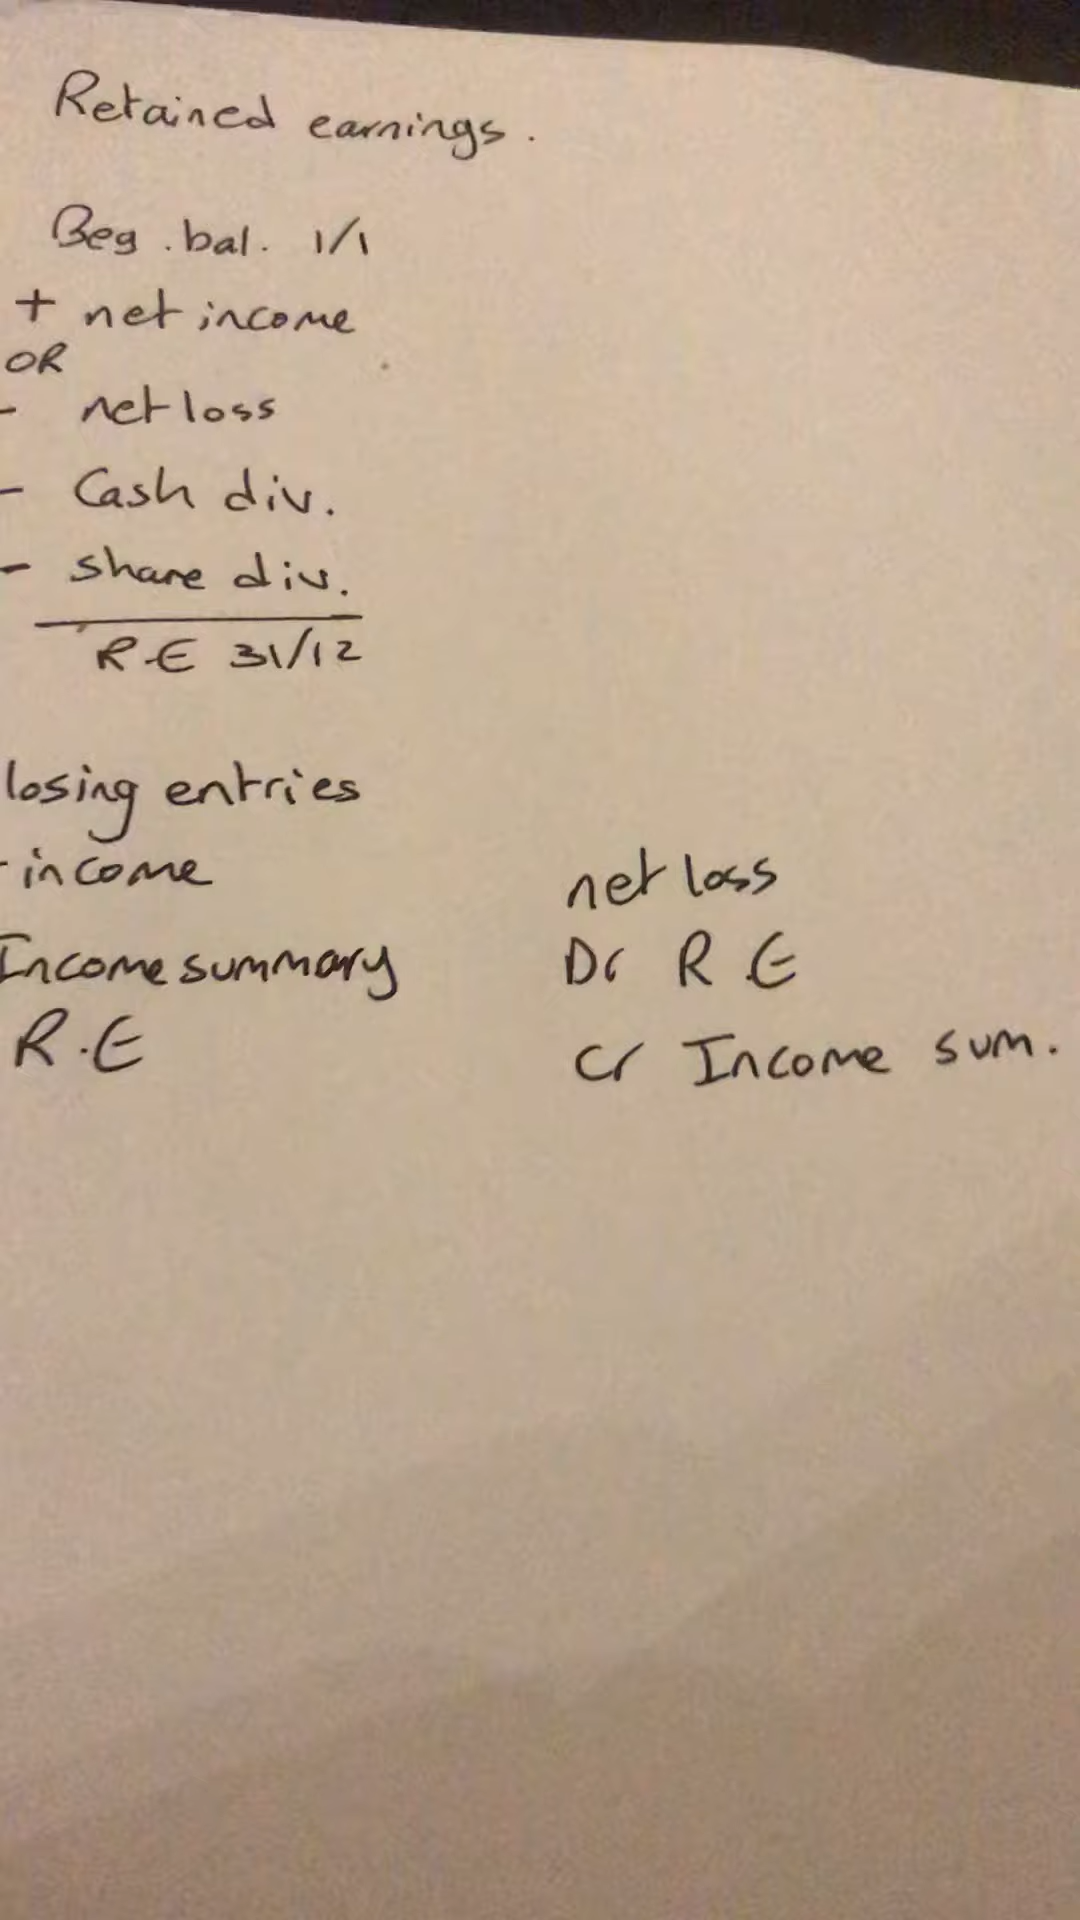 Retained earnings.
Beg. bal. 1/1
+ net income
OR
- net loss
- Cash div.
- share div.
R.E 31/12
losing entries
income
net loss
Income summary
Dr R E
R.E
Cr Income sum.